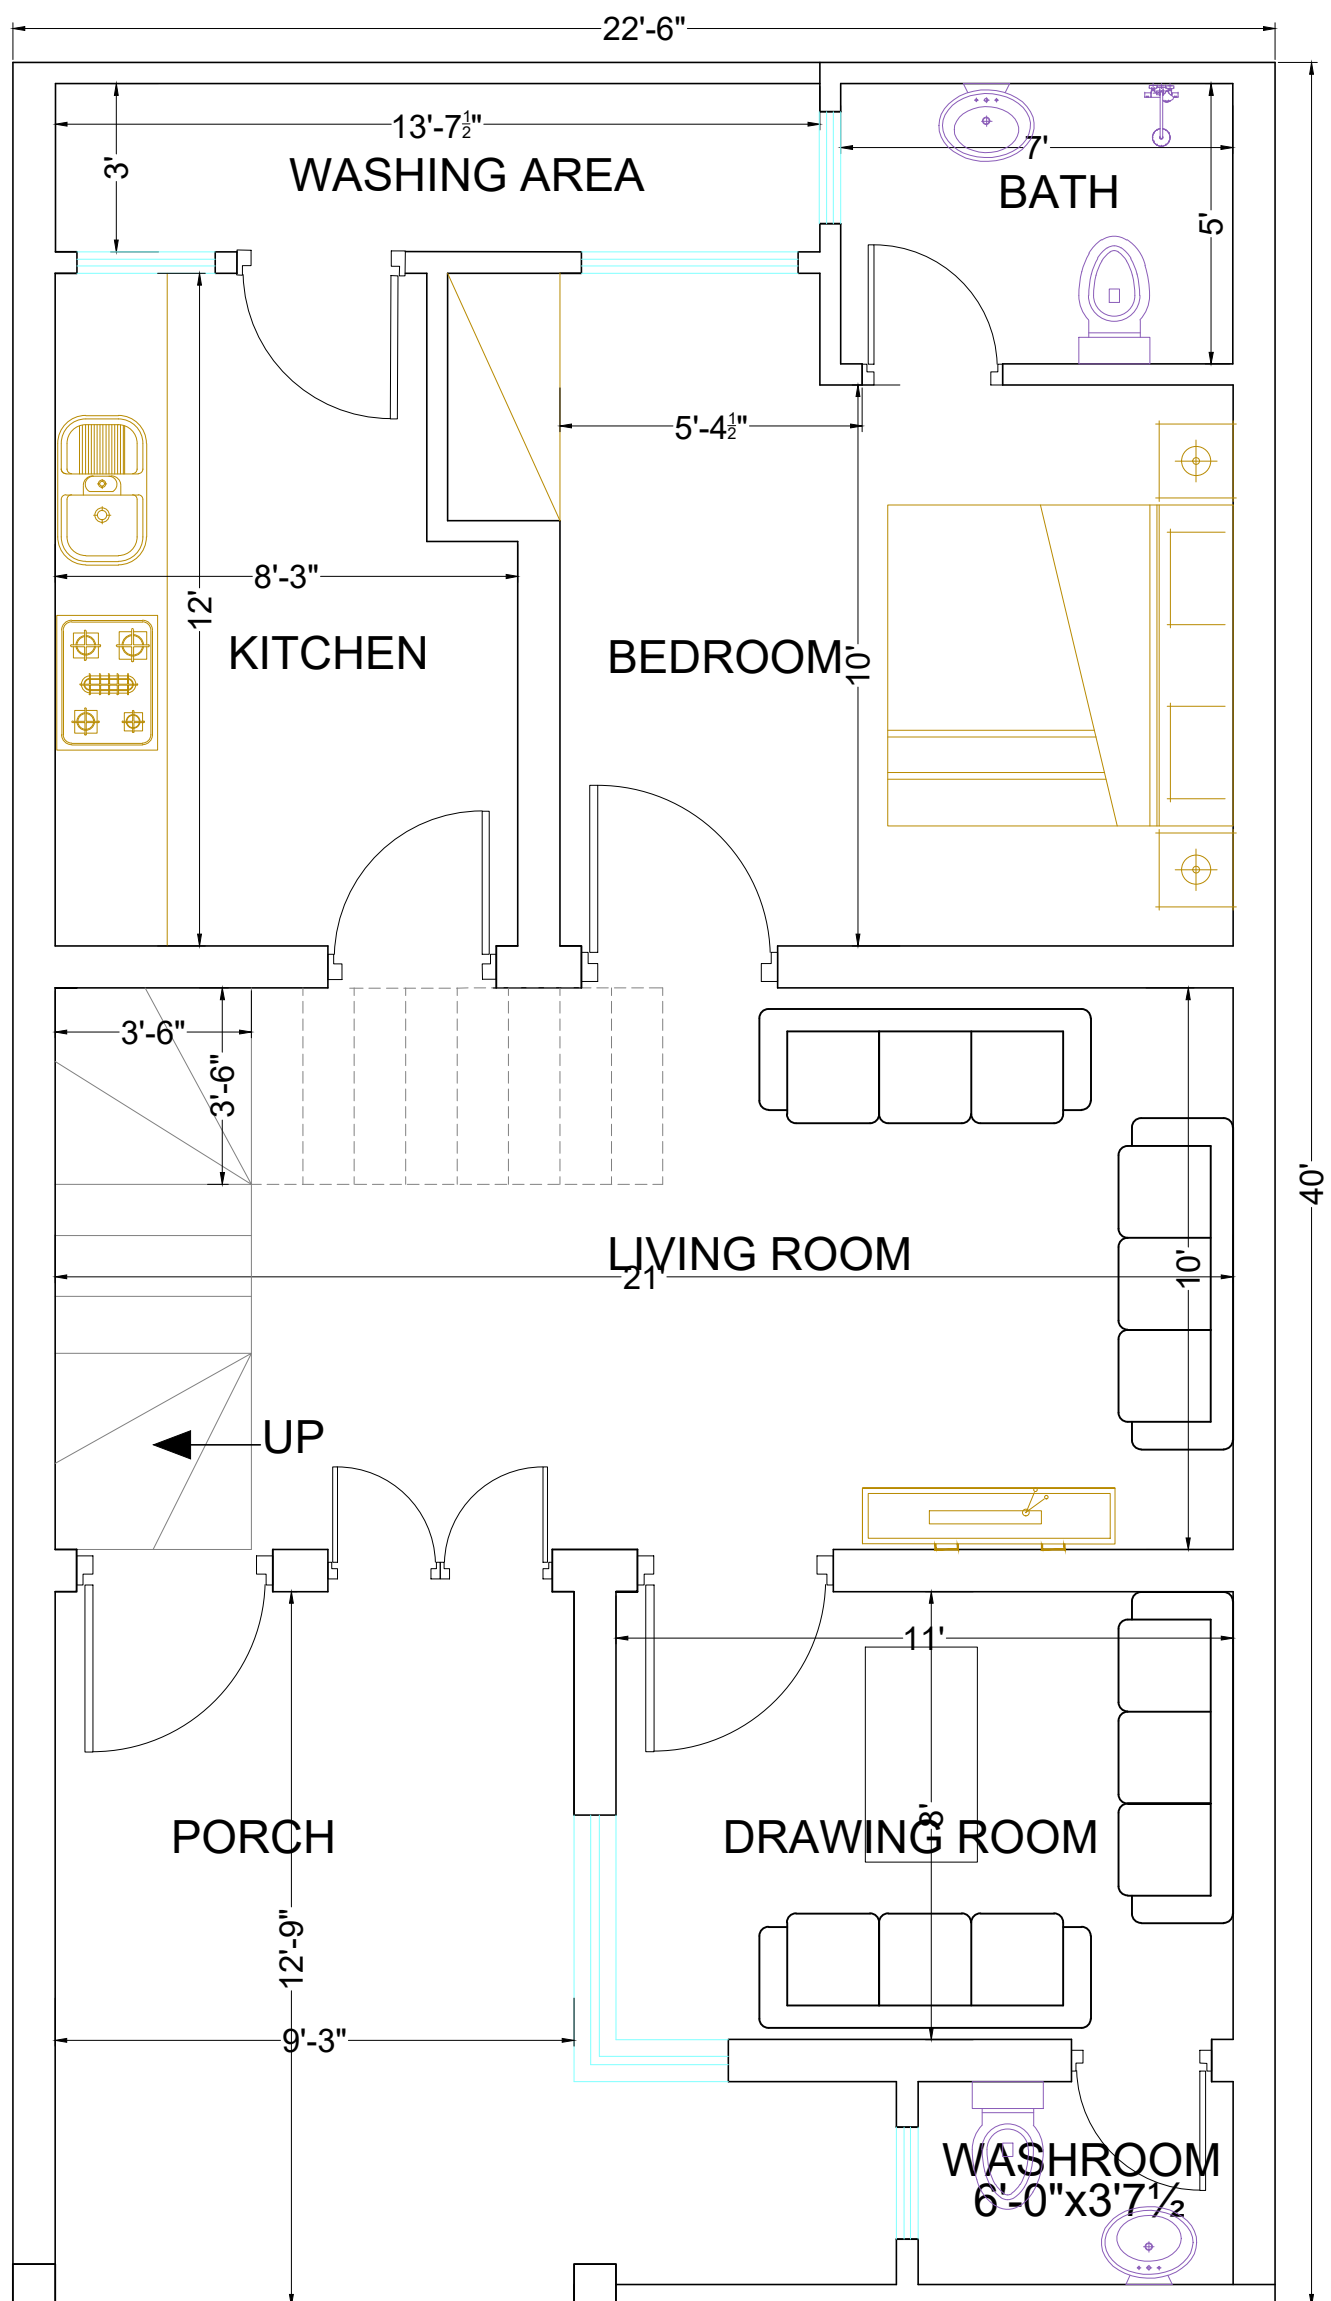 22'-6"
13'-7½"
3'
WASHING AREA
7'
BATH
5'
5'-4½"
8'-3"
12'
KITCHEN
BEDROOM
10'
3'-6"
3'-6"
40'
LIVING ROOM
21'
10'
UP
11'
PORCH
8'
DRAWING ROOM
12'-9"
9'-3"
WASHROOM
6'-0"x3'7½